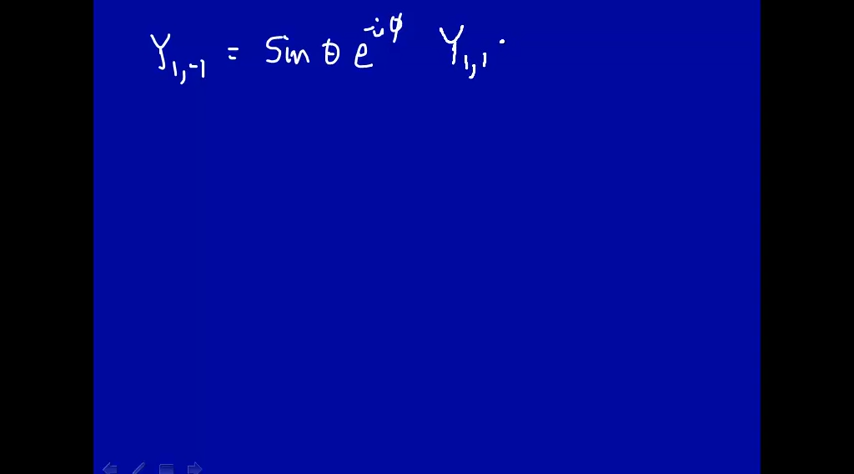 Y₁,₋₁ = Sin θ e^{-iφ} Y₁,₁